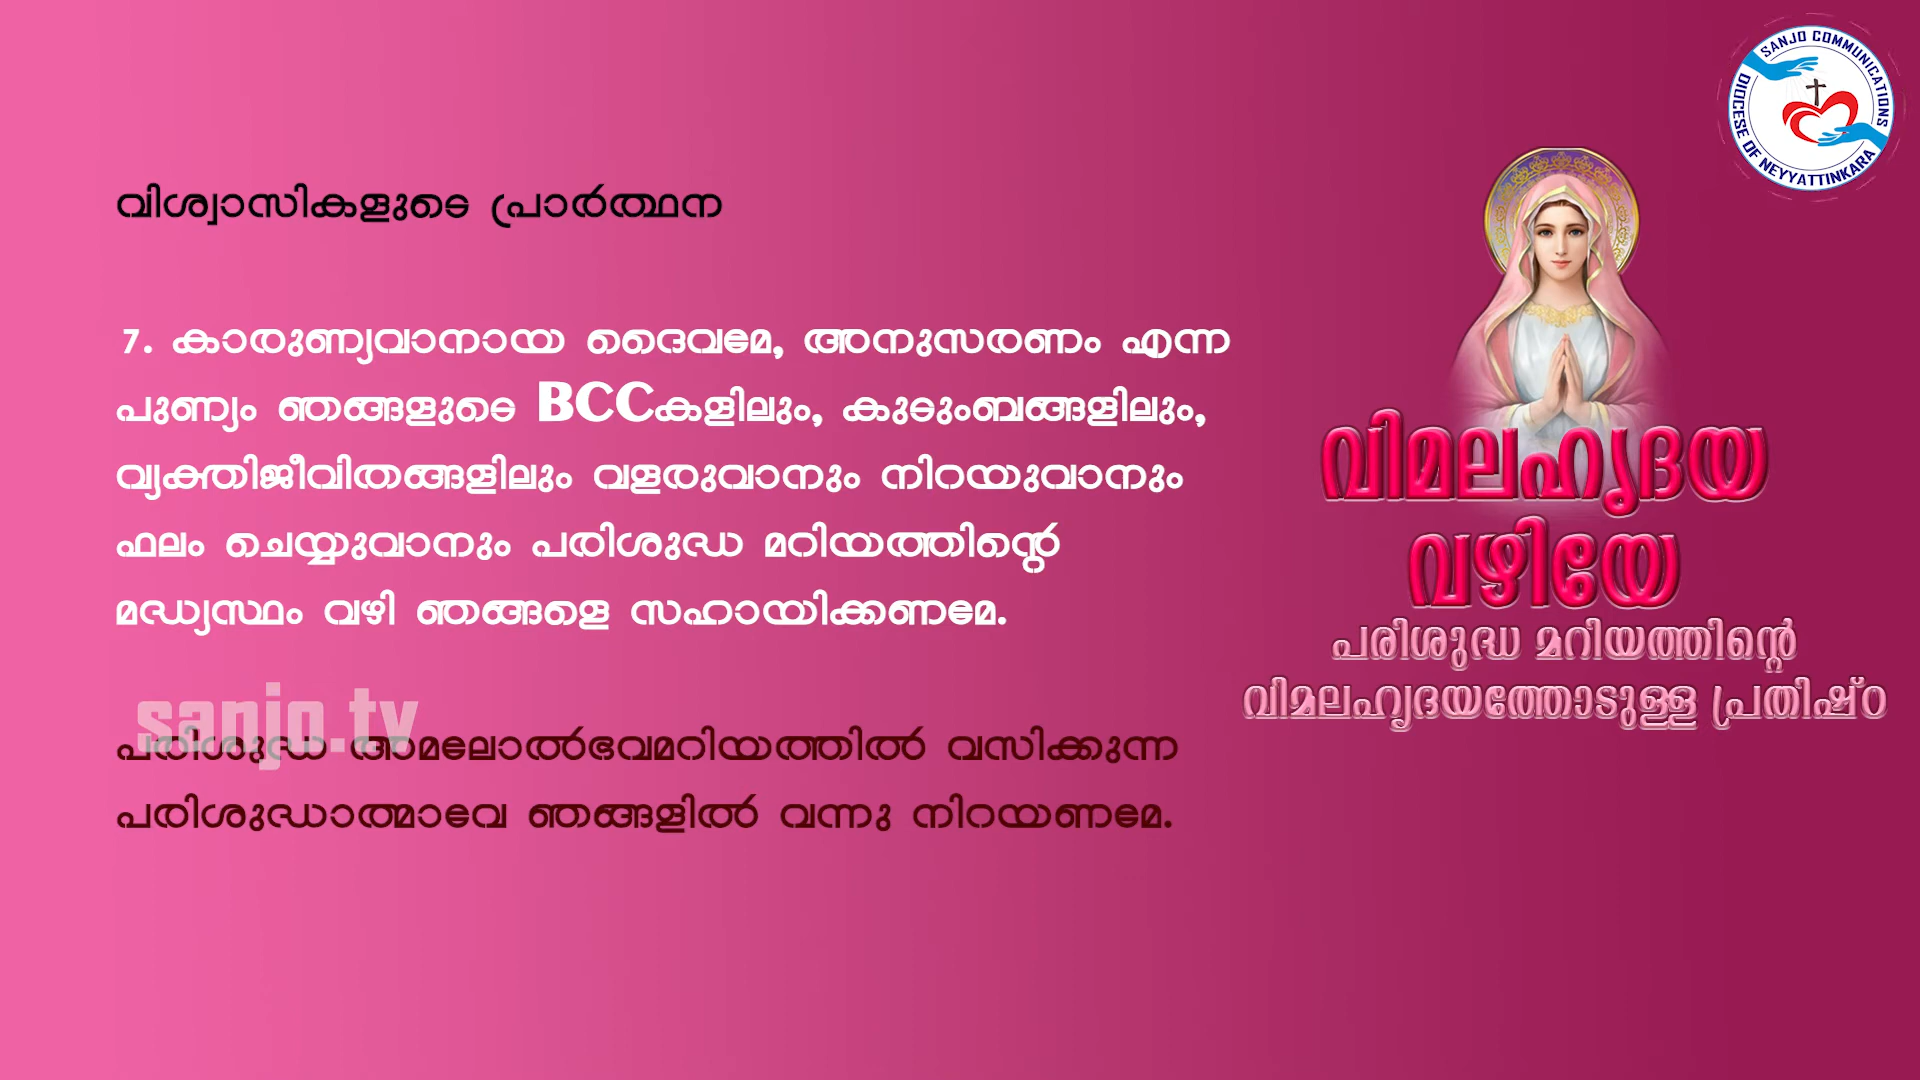 SANJO COMMUNICATIONS
DIOCESE OF NEYYATTINKARA
വിശ്വാസികളുടെ പ്രാർത്ഥന
7. കാരുണ്യവാനായ ദൈവമേ, അനുസരണം എന്ന
പുണ്യം ഞങ്ങളുടെ BCCകളിലും, കുടുംബങ്ങളിലും,
വ്യക്തിജീവിതങ്ങളിലും വളരുവാനും നിറയുവാനും
ഫലം ചെയ്യുവാനും പരിശുദ്ധ മറിയത്തിന്റെ
മദ്ധ്യസ്ഥം വഴി ഞങ്ങളെ സഹായിക്കണമേ.
sanjo.tv
പരിശുദ്ധ അമലോൽഭവമറിയത്തിൽ വസിക്കുന്ന
പരിശുദ്ധാത്മാവേ ഞങ്ങളിൽ വന്നു നിറയണമേ.
വിമലഹൃദയ
വഴിയേ
പരിശുദ്ധ മറിയത്തിന്റെ
വിമലഹൃദയത്തോടുള്ള പ്രതിഷ്ഠ